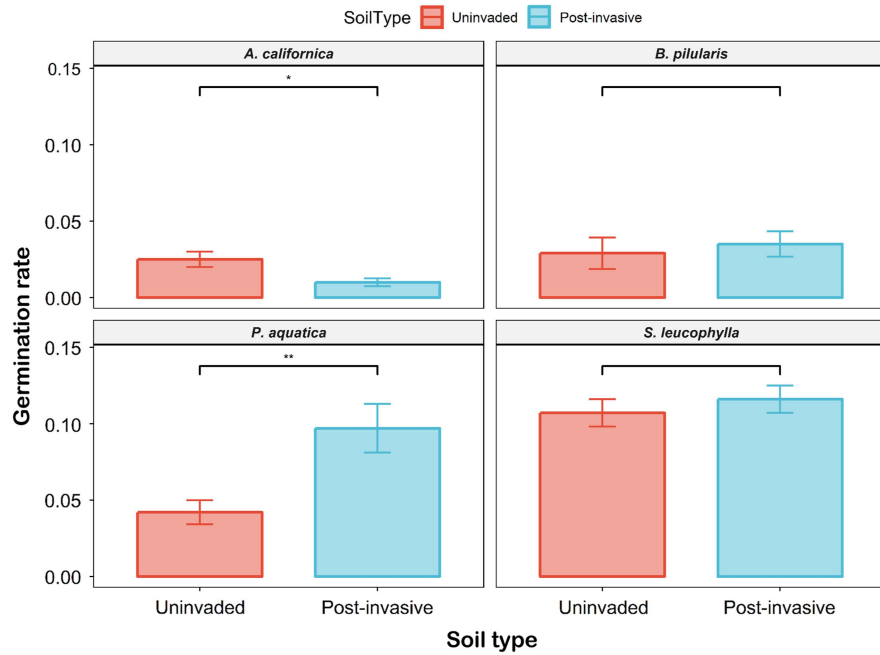 SoilType Uninvaded Post-invasive
A. californica
B. pilularis
0.15
0.10
0.05
0.00
*
P. aquatica
S. leucophylla
0.15
0.10
0.05
0.00
**
Germination rate
Uninvaded Post-invasive
Uninvaded Post-invasive
Soil type